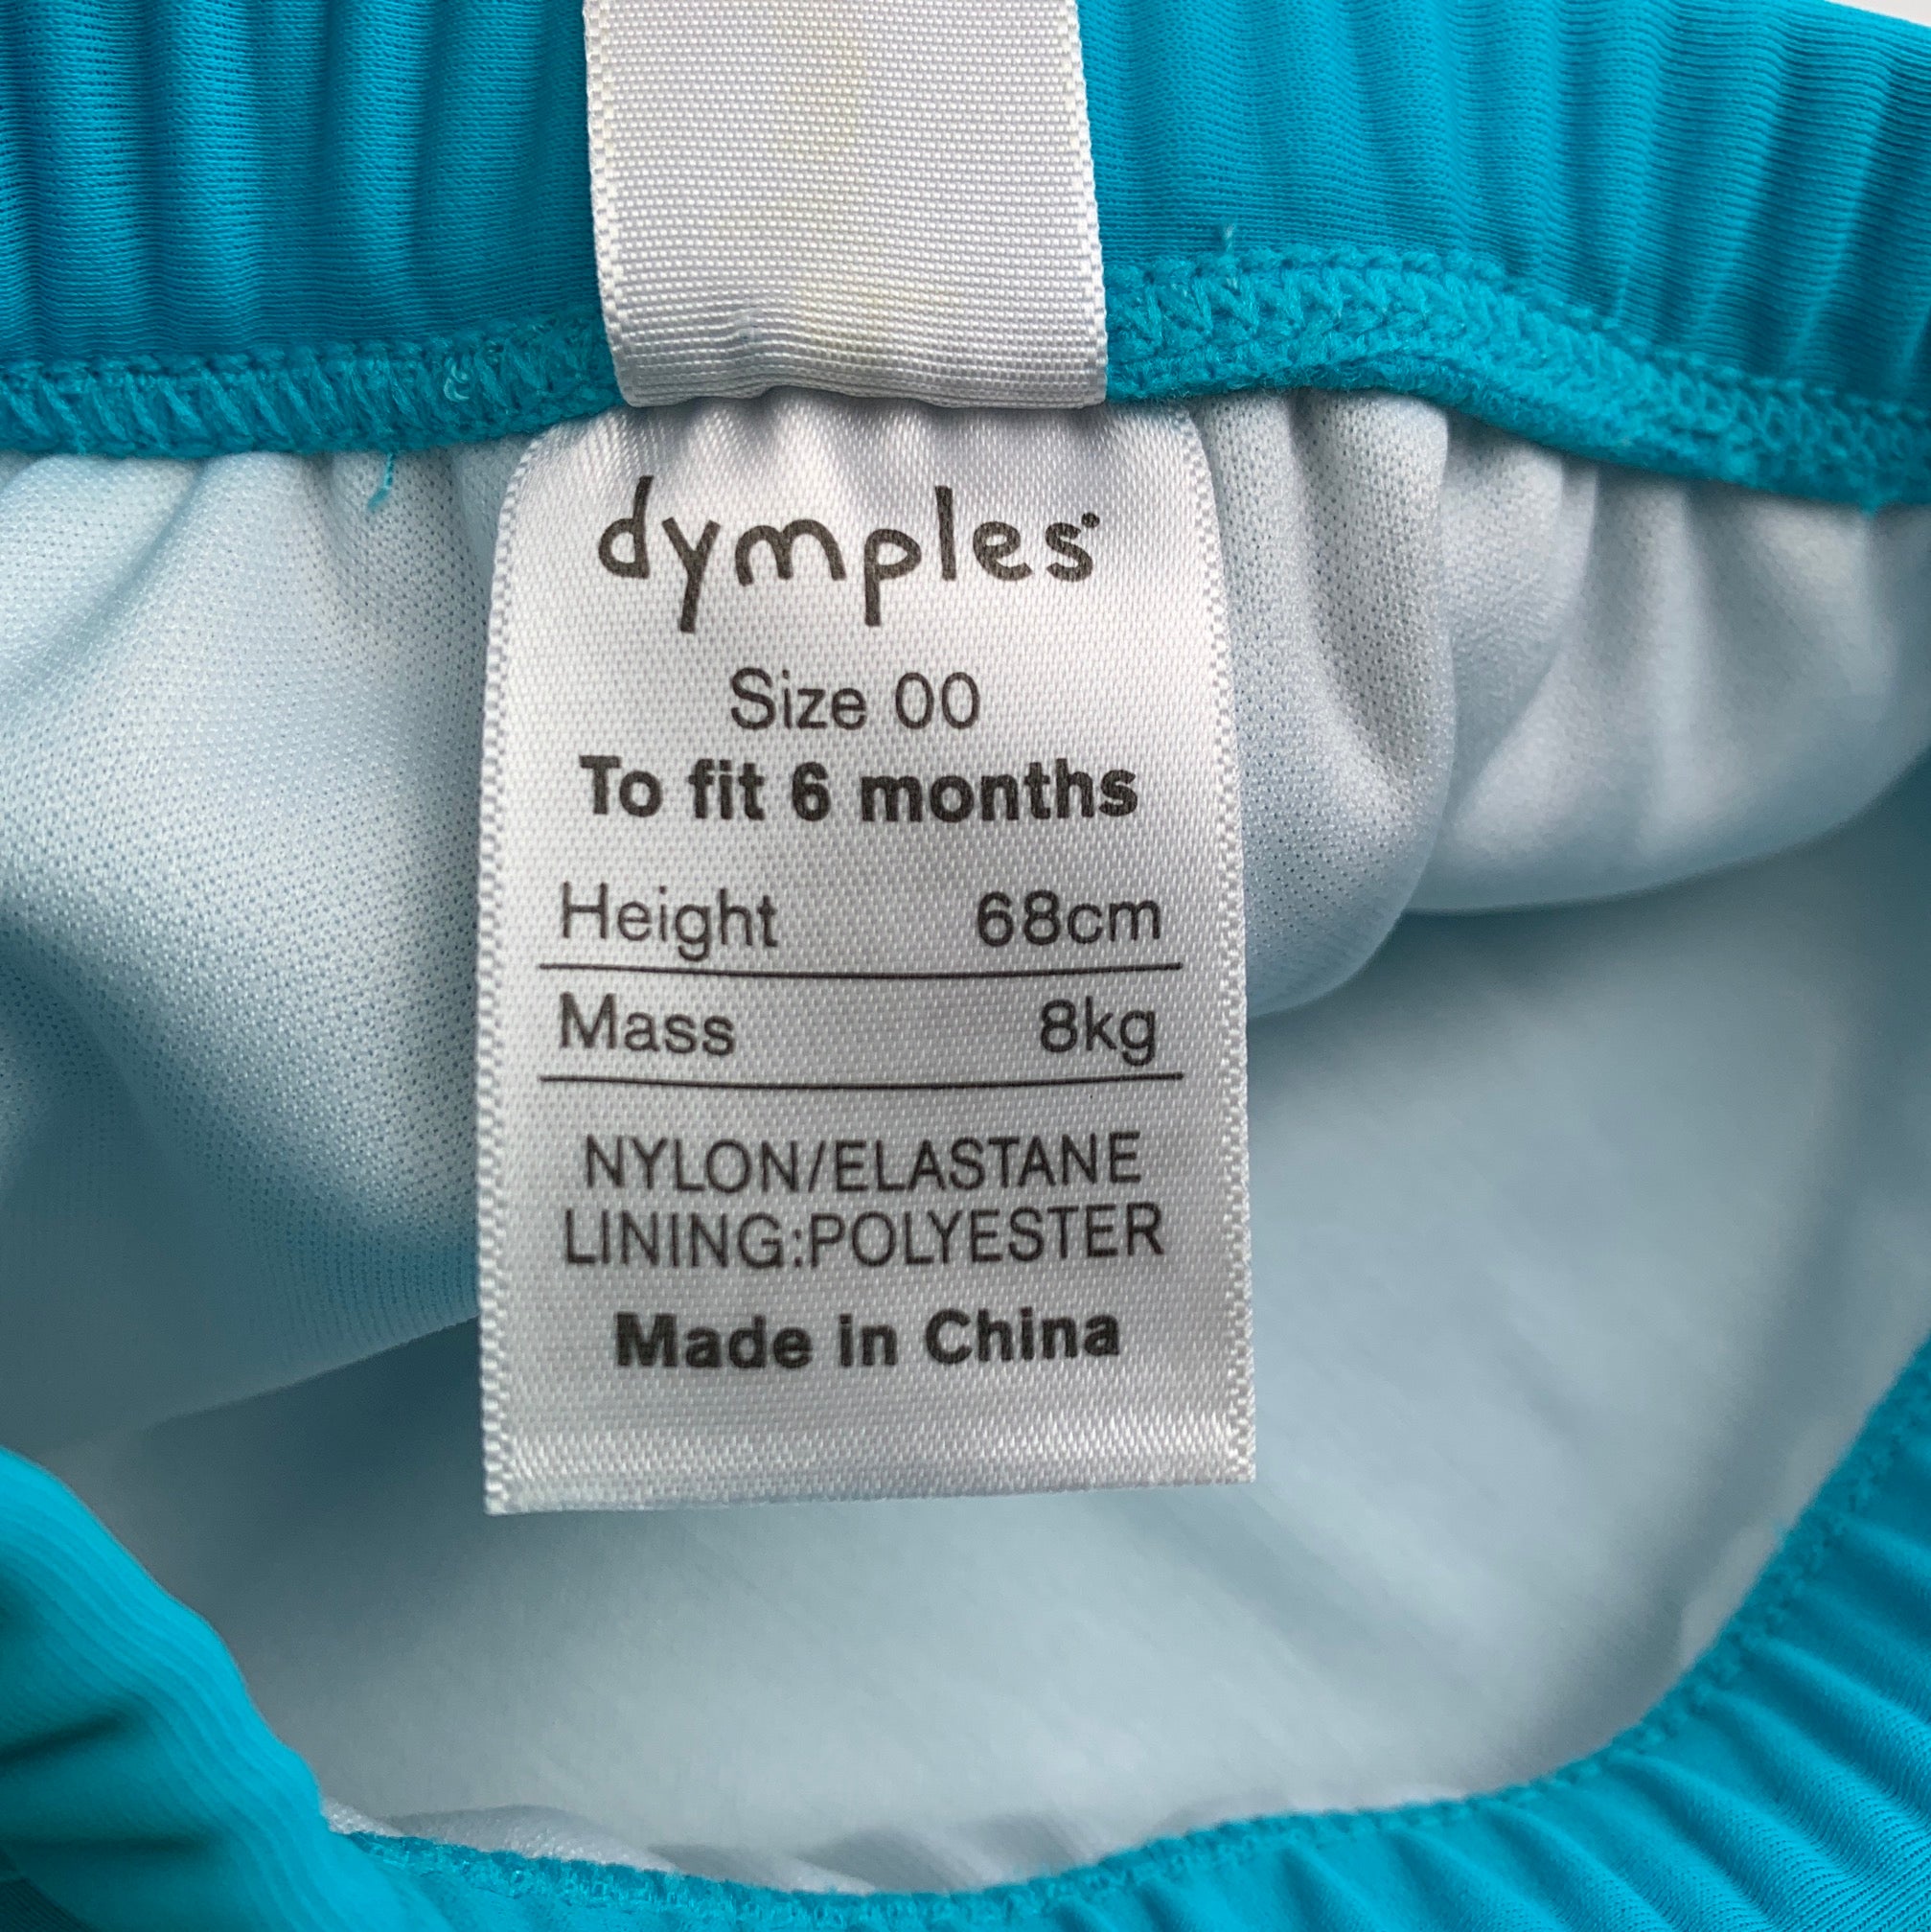 dymples
Size 00
To fit 6 months
Height 68cm
Mass 8kg
NYLON/ELASTANE
LINING:POLYESTER
Made in China